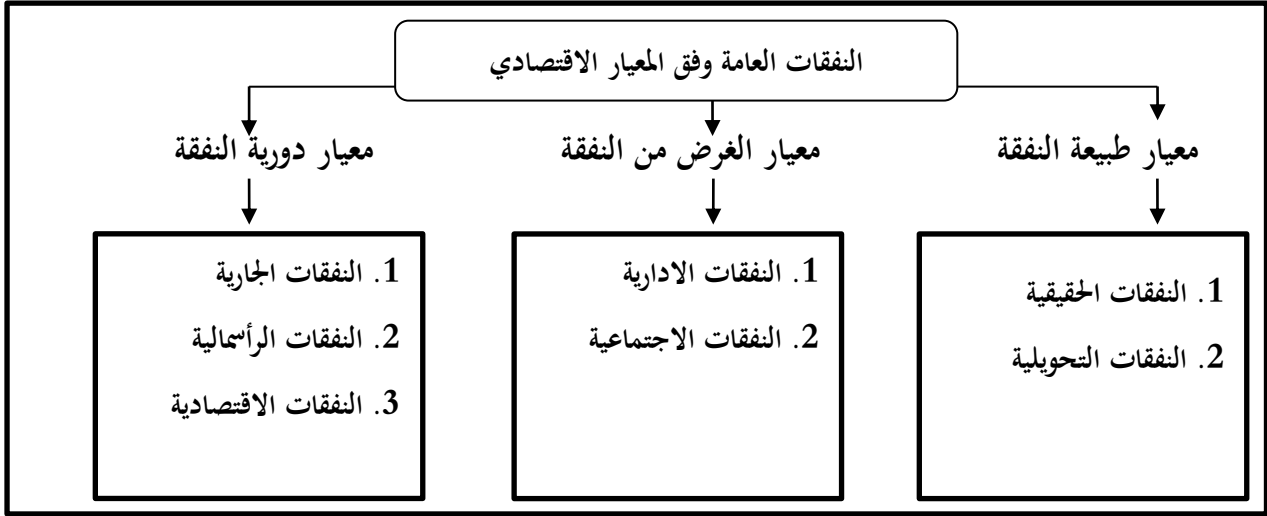 النفقات العامة وفق المعيار الاقتصادي
معيار طبيعة النفقة
معيار الغرض من النفقة
معيار دورية النفقة
1. النفقات الحقيقية
2. النفقات التحويلية
1. النفقات الادارية
2. النفقات الاجتماعية
1. النفقات الجارية
2. النفقات الرأسمالية
3. النفقات الاقتصادية